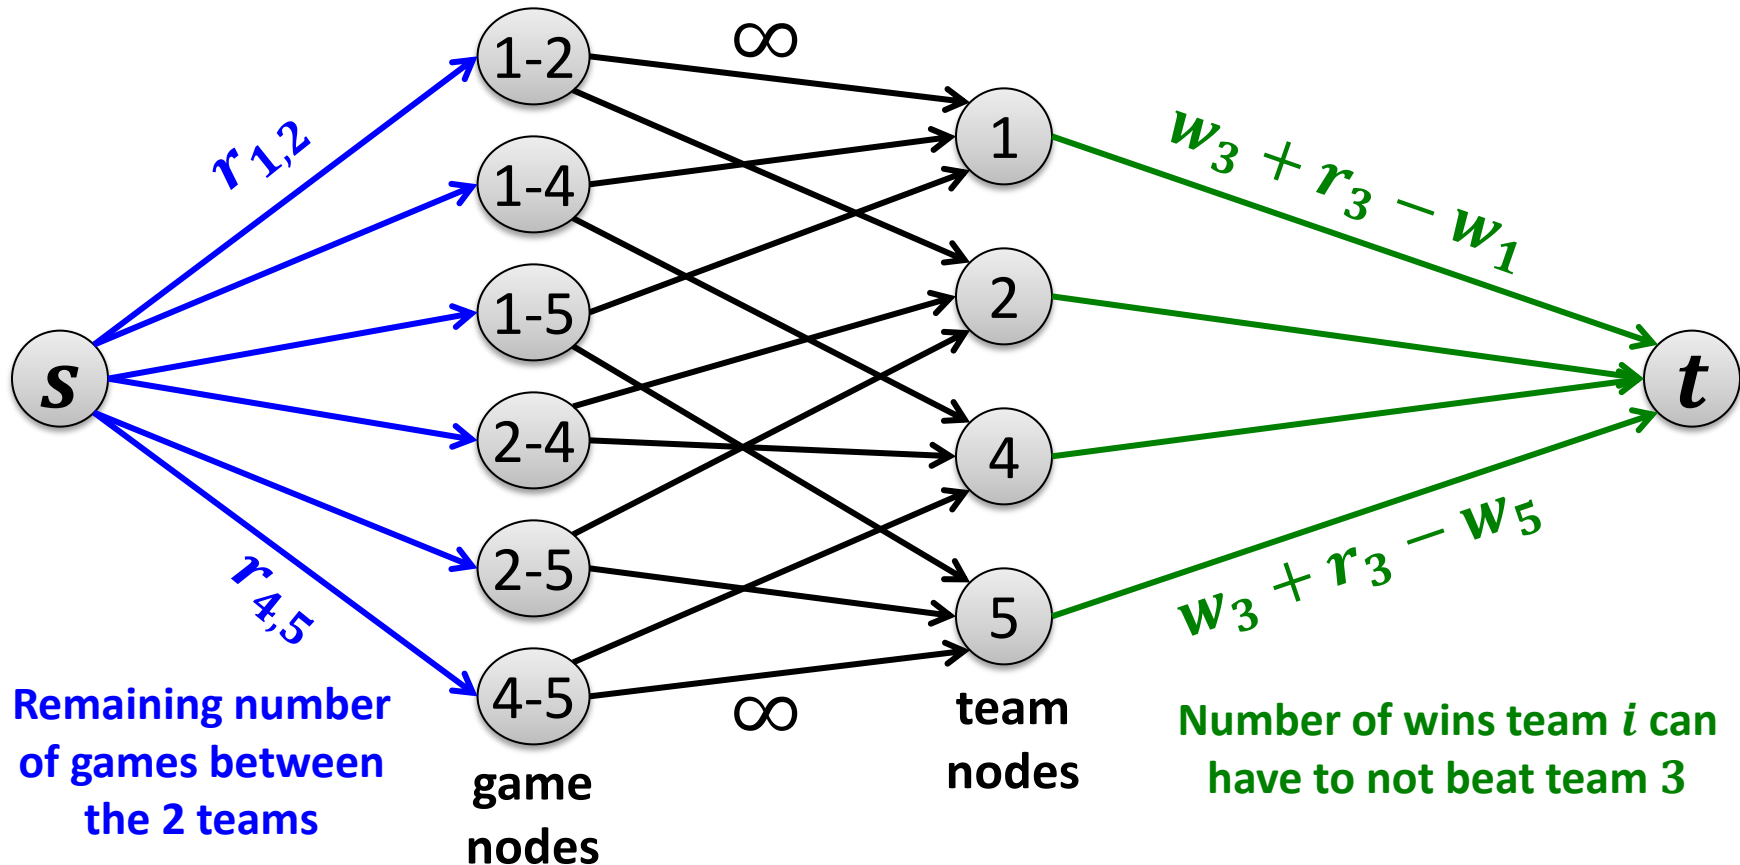 ∞
1-2
1
w₃ + r₃ − w₁
r₁,₂
1-4
2
1-5
s
t
2-4
4
w₃ + r₃ − w₅
2-5
5
r₄,₅
4-5
∞
Remaining number
of games between
the 2 teams
game
nodes
team
nodes
Number of wins team i can
have to not beat team 3